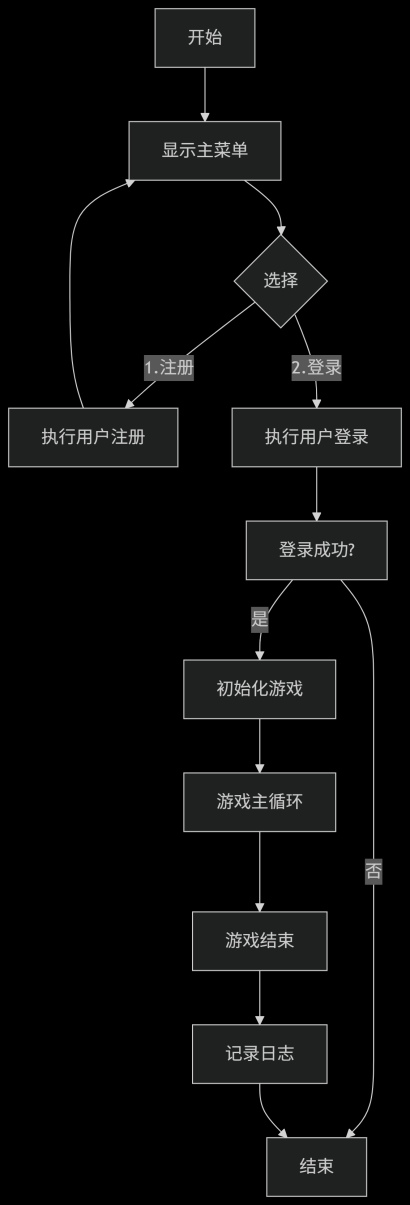 开始
显示主菜单
选择
1.注册
2.登录
执行用户注册
执行用户登录
登录成功?
是
初始化游戏
游戏主循环
否
游戏结束
记录日志
结束